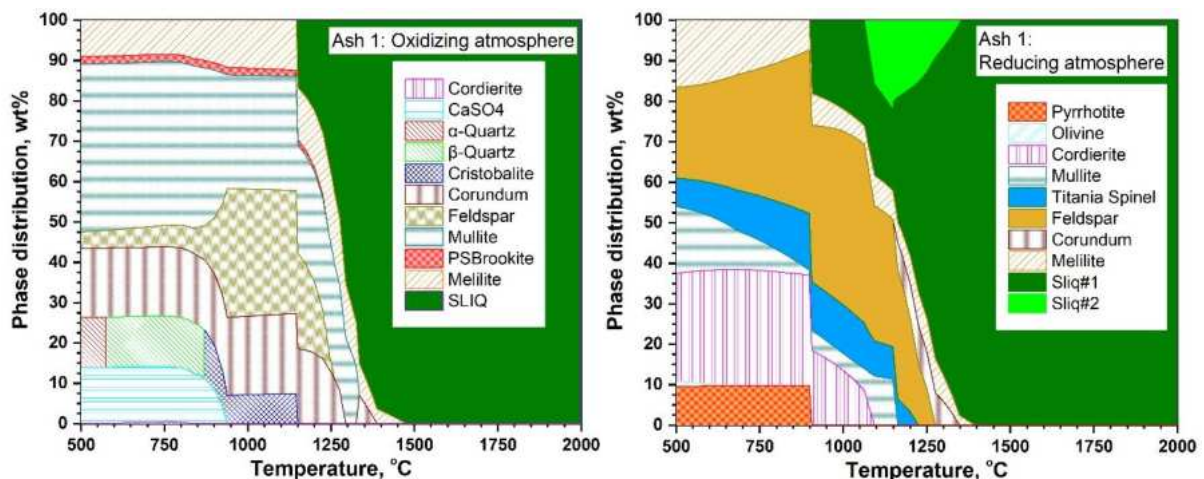 Ash 1: Oxidizing atmosphere
Cordierite
CaSO4
α-Quartz
β-Quartz
Cristobalite
Corundum
Feldspar
Mullite
PSBrookite
Melilite
SLIQ
Phase distribution, wt%
100
90
80
70
60
50
40
30
20
10
0
500 750 1000 1250 1500 1750 2000
Temperature, °C
Ash 1:
Reducing atmosphere
Pyrrhotite
Olivine
Cordierite
Mullite
Titania Spinel
Feldspar
Corundum
Melilite
Sliq#1
Sliq#2
Phase distribution, wt%
100
90
80
70
60
50
40
30
20
10
0
500 750 1000 1250 1500 1750 2000
Temperature, °C